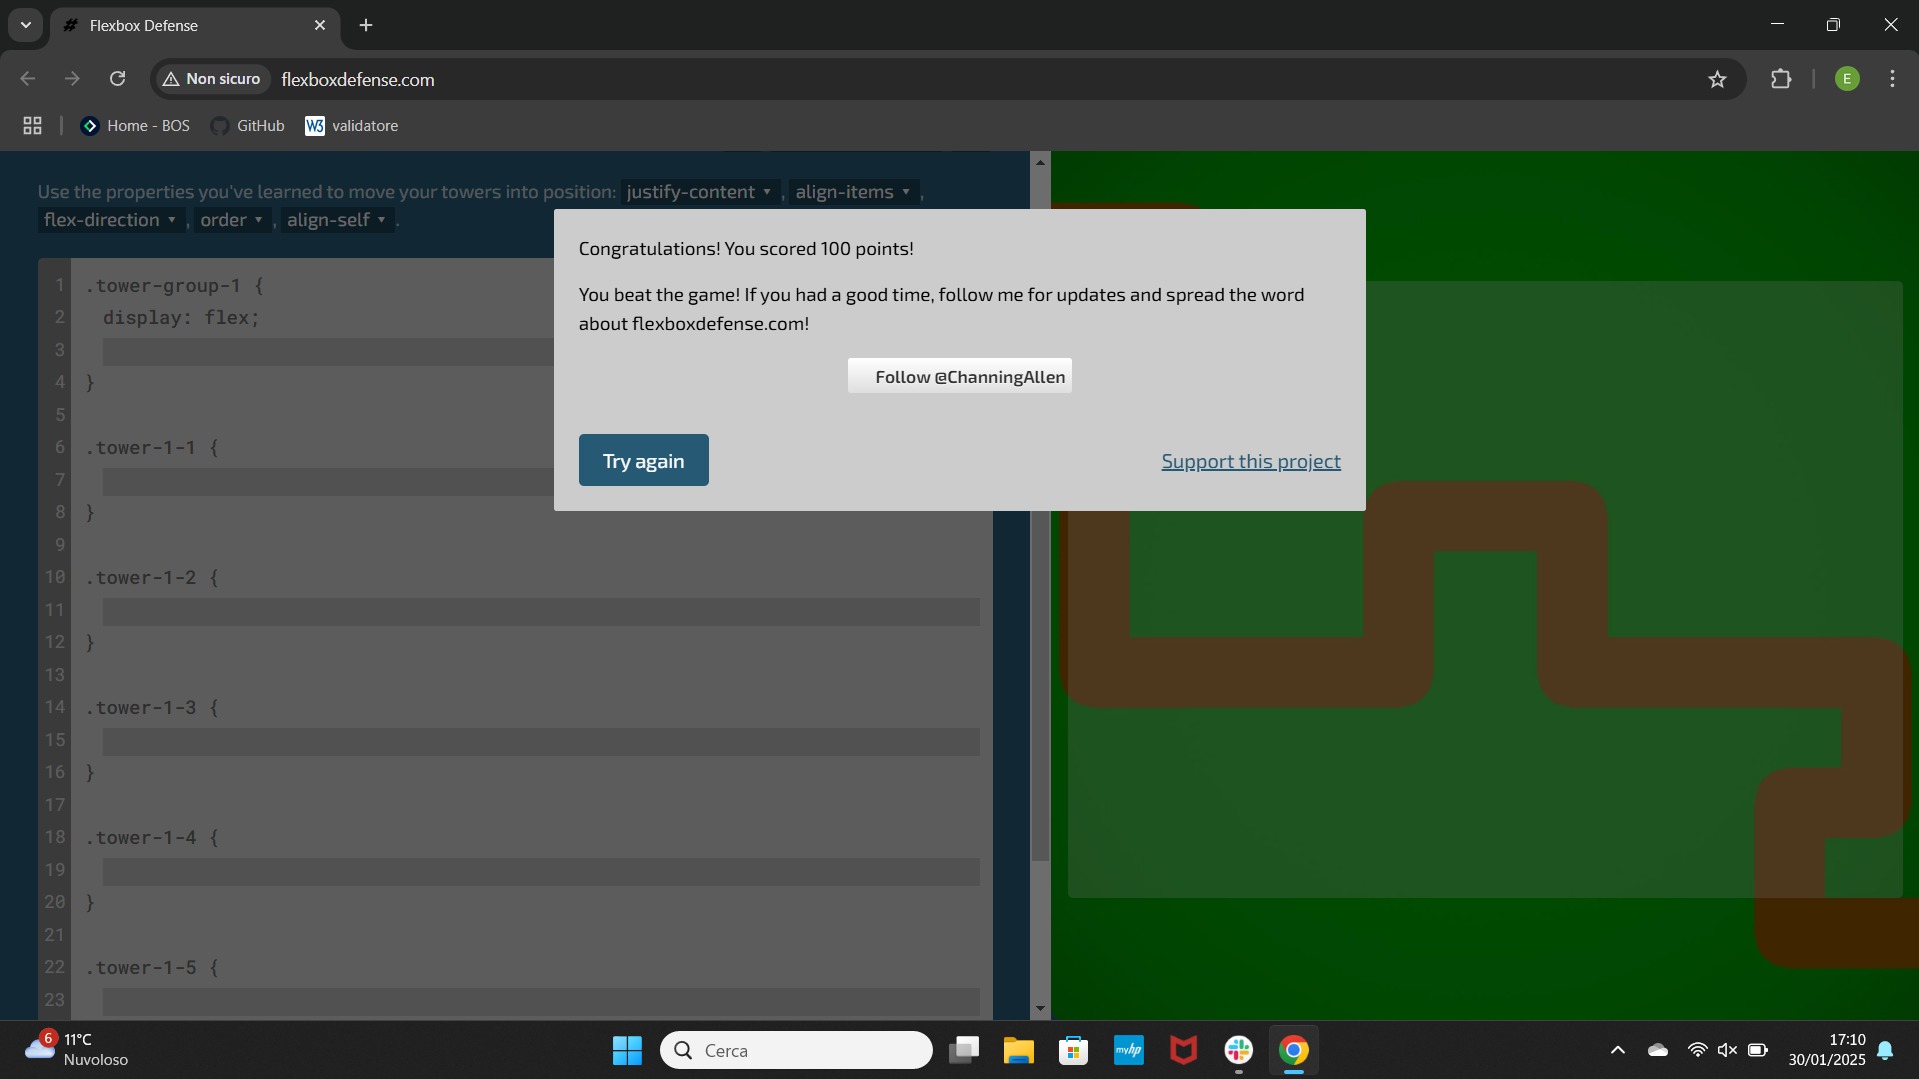 Flexbox Defense
Non sicuro
flexboxdefense.com
E
Home - BOS
GitHub
W3
validatore
Use the properties you've learned to move your towers into position: justify-content ▾ , align-items ▾ ,
flex-direction ▾ , order ▾ , align-self ▾ .
1 .tower-group-1 {
2 display: flex;
3
4 }
5
6 .tower-1-1 {
7
8 }
9
10 .tower-1-2 {
11
12 }
13
14 .tower-1-3 {
15
16 }
17
18 .tower-1-4 {
19
20 }
21
22 .tower-1-5 {
23
Congratulations! You scored 100 points!
You beat the game! If you had a good time, follow me for updates and spread the word
about flexboxdefense.com!
Follow @ChanningAllen
Try again
Support this project
6
11°C
Nuvoloso
Cerca
myhp
17:10
30/01/2025